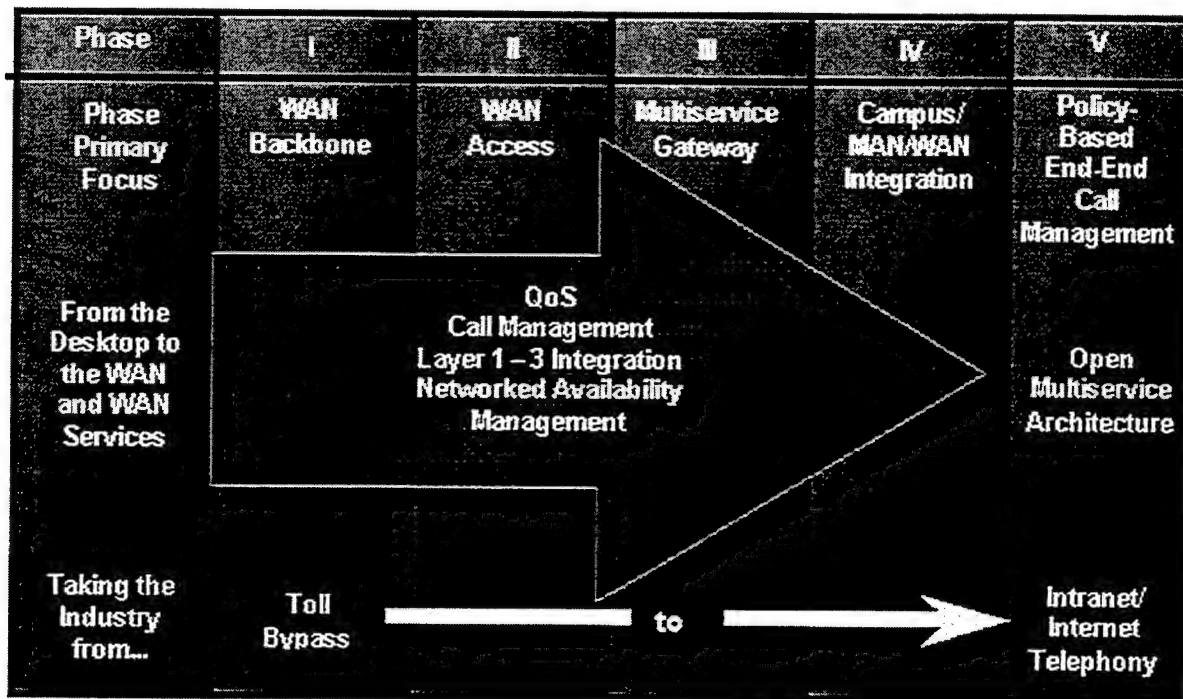 Phase
I
II
III
IV
V
Phase
Primary
Focus
WAN
Backbone
WAN
Access
Multiservice
Gateway
Campus/
MAN/WAN
Integration
Policy-
Based
End-End
Call
Management
From the
Desktop to
the WAN
and WAN
Services
QoS
Call Management
Layer 1 – 3 Integration
Networked Availability
Management
Open
Multiservice
Architecture
Taking the
Industry
from...
Toll
Bypass
to
Intranet/
Internet
Telephony